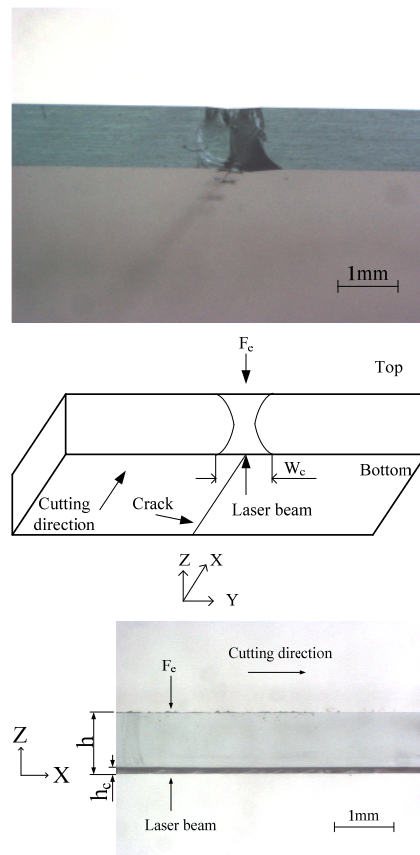 1mm
Fe
Top
Wc
Bottom
Cutting
direction
Crack
Laser beam
Z
X
Y
Cutting direction
Fe
h
Z
X
hc
Laser beam
1mm